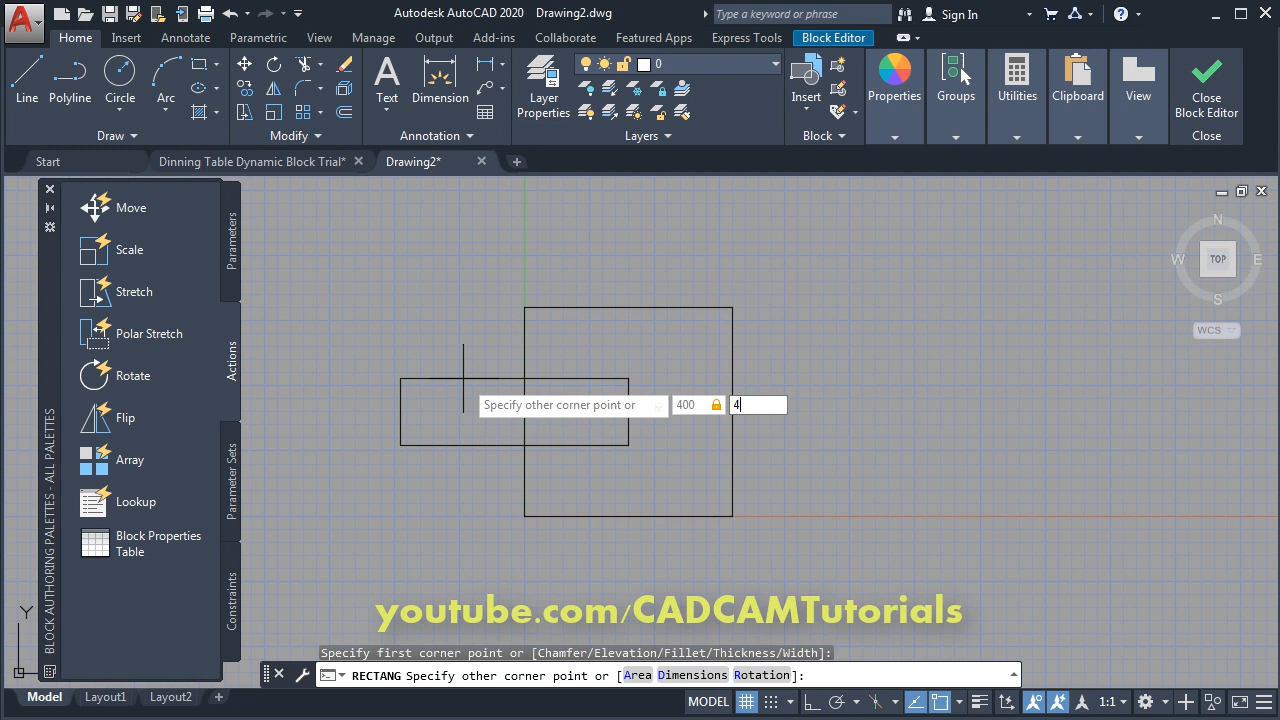 Autodesk AutoCAD 2020 Drawing2.dwg
Type a keyword or phrase
Sign In
Home Insert Annotate Parametric View Manage Output Add-ins Collaborate Featured Apps Express Tools Block Editor
Line Polyline Circle Arc
Text Dimension
Layer Properties
0
Insert
Properties Groups Utilities Clipboard View
Close Block Editor
Draw Modify Annotation Layers Block Close
Start Dinning Table Dynamic Block Trial* Drawing2*
Move
Scale
Stretch
Polar Stretch
Rotate
Flip
Array
Lookup
Block Properties
Table
Parameters
Actions
Parameter Sets
Constraints
BLOCK AUTHORING PALETTES - ALL PALETTES
N
W TOP E
S
WCS
Specify other corner point or 400 4
Y
X
youtube.com/CADCAMTutorials
Specify first corner point or [Chamfer/Elevation/Fillet/Thickness/Width]:
RECTANG Specify other corner point or [Area Dimensions Rotation]:
Model Layout1 Layout2 + MODEL 1:1